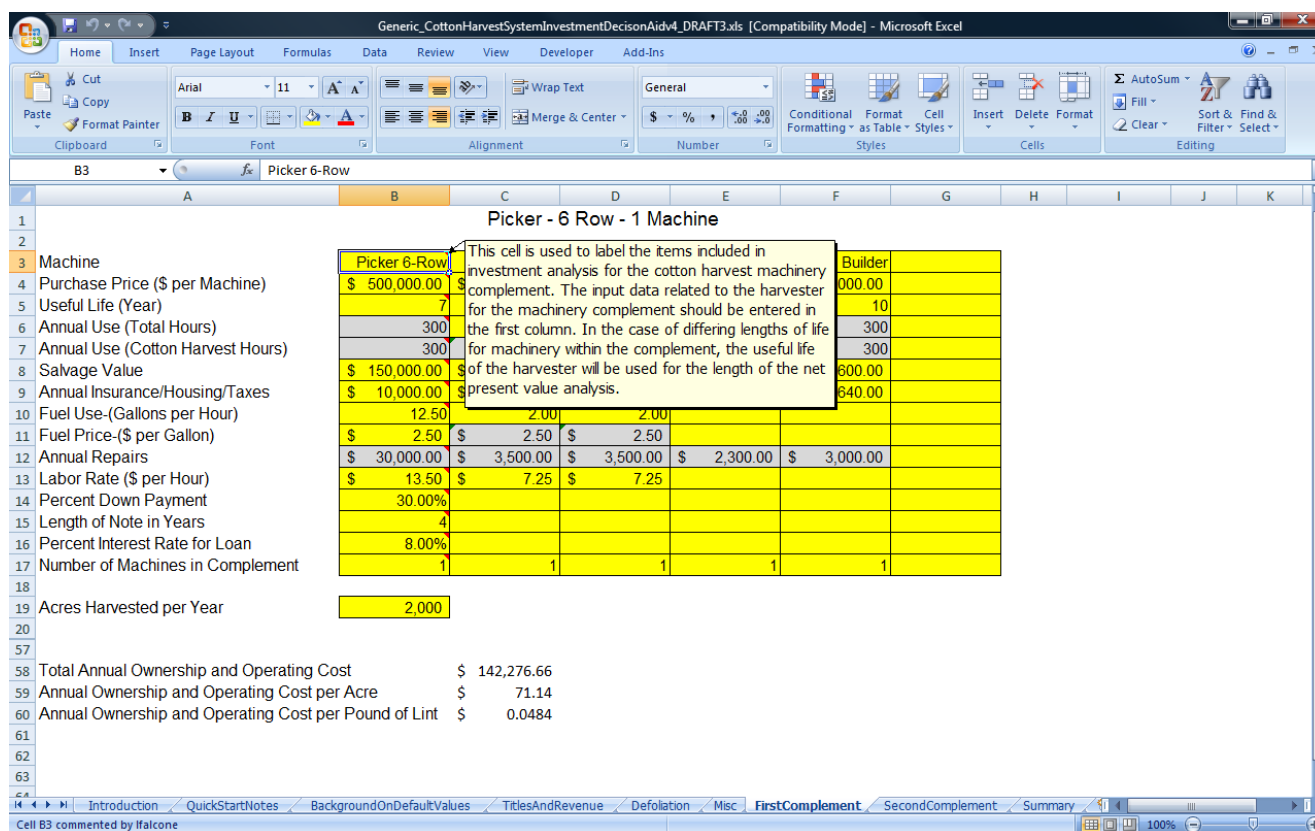 Generic_CottonHarvestSystemInvestmentDecisonAidv4_DRAFT3.xls [Compatibility Mode] - Microsoft Excel
Home Insert Page Layout Formulas Data Review View Developer Add-Ins
Paste Cut Copy Format Painter
Arial 11 A A Wrap Text General
B I U A Merge & Center $ % , .00 .0
Conditional Formatting Format as Table Cell Styles Insert Delete Format
Σ AutoSum Fill Clear Sort & Filter Find & Select
Clipboard Font Alignment Number Styles Cells Editing
B3 fx Picker 6-Row
A B C D E F G H I J K
1 Picker - 6 Row - 1 Machine
2
3 Machine Picker 6-Row Builder
4 Purchase Price ($ per Machine) $ 500,000.00 $ 000.00
5 Useful Life (Year) 7 10
6 Annual Use (Total Hours) 300 300
7 Annual Use (Cotton Harvest Hours) 300 300
8 Salvage Value $ 150,000.00 $ 600.00
9 Annual Insurance/Housing/Taxes $ 10,000.00 $ 640.00
This cell is used to label the items included in
investment analysis for the cotton harvest machinery
complement. The input data related to the harvester
for the machinery complement should be entered in
the first column. In the case of differing lengths of life
for machinery within the complement, the useful life
of the harvester will be used for the length of the net
present value analysis.
10 Fuel Use-(Gallons per Hour) 12.50 2.00 2.00
11 Fuel Price-($ per Gallon) $ 2.50 $ 2.50 $ 2.50
12 Annual Repairs $ 30,000.00 $ 3,500.00 $ 3,500.00 $ 2,300.00 $ 3,000.00
13 Labor Rate ($ per Hour) $ 13.50 $ 7.25 $ 7.25
14 Percent Down Payment 30.00%
15 Length of Note in Years 4
16 Percent Interest Rate for Loan 8.00%
17 Number of Machines in Complement 1 1 1 1 1
18
19 Acres Harvested per Year 2,000
20
57
58 Total Annual Ownership and Operating Cost $ 142,276.66
59 Annual Ownership and Operating Cost per Acre $ 71.14
60 Annual Ownership and Operating Cost per Pound of Lint $ 0.0484
61
62
63
Introduction QuickStartNotes BackgroundOnDefaultValues TitlesAndRevenue Defoliation Misc FirstComplement SecondComplement Summary
Cell B3 commented by lfalcone 100%